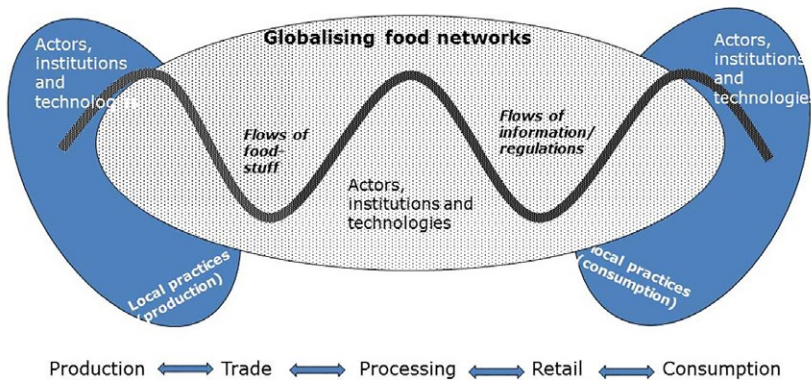 Globalising food networks
Actors,
institutions
and
technologies
Actors,
institutions
and
technologies
Flows of
food-
stuff
Flows of
information/
regulations
Actors,
institutions and
technologies
Local practices
(production)
local practices
(consumption)
Production Trade Processing Retail Consumption